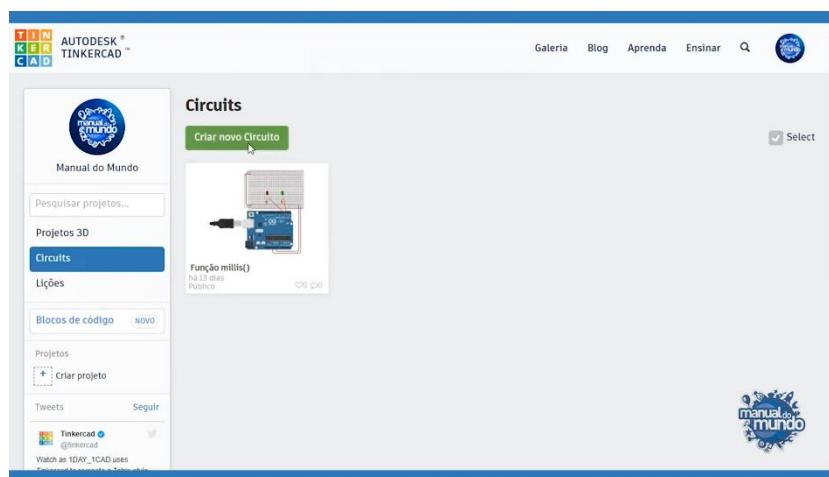 TIN
KER
CAD
AUTODESK ®
TINKERCAD ™
Galeria Blog Aprenda Ensinar
manual do
mundo
Manual do Mundo
Pesquisar projetos...
Projetos 3D
Circuits
Lições
Blocos de código NOVO
Projetos
+ Criar projeto
Tweets Seguir
Tinkercad
@tinkercad
Watch as 1DAY_1CAD uses
Circuits
Criar novo Circuito
Select
Função millis()
há 13 dias
Público
0 0
manual do
mundo